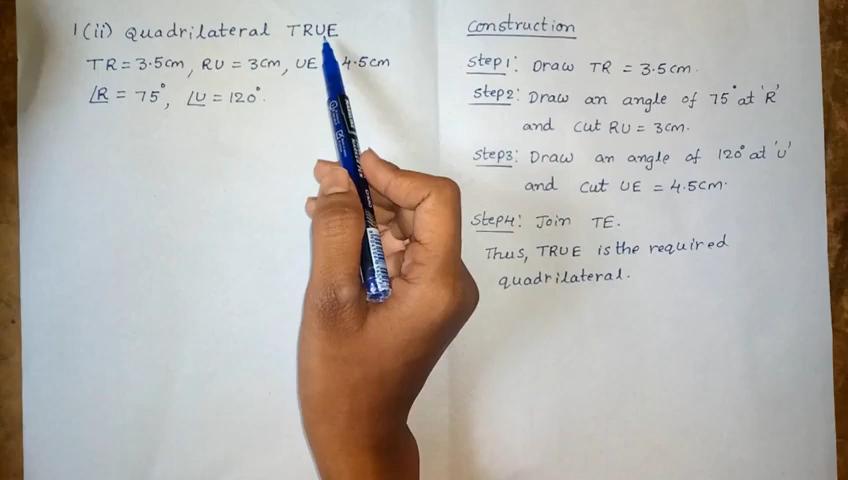 1(ii) Quadrilateral TRUE
TR = 3.5cm, RU = 3cm, UE 4.5cm
∠R = 75°, ∠U = 120°.
Construction
Step1: Draw TR = 3.5cm.
Step2: Draw an angle of 75° at 'R'
and cut RU = 3cm.
Step3: Draw an angle of 120° at 'U'
and cut UE = 4.5cm.
Step4: Join TE.
Thus, TRUE is the required
quadrilateral.